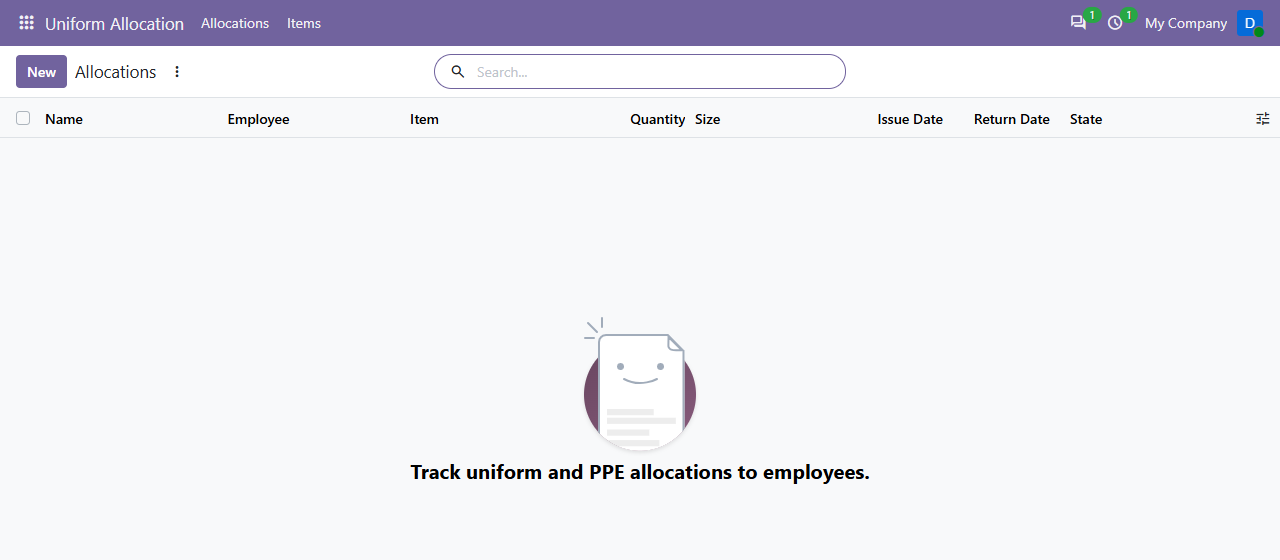 Uniform Allocation Allocations Items 1 1 My Company D
New Allocations Search...
Name Employee Item Quantity Size Issue Date Return Date State
Track uniform and PPE allocations to employees.